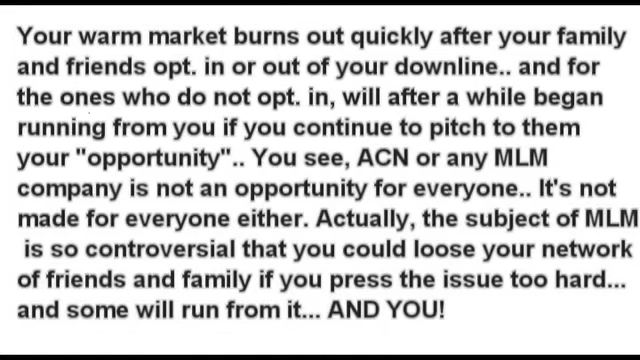 Your warm market burns out quickly after your family
and friends opt. in or out of your downline.. and for
the ones who do not opt. in, will after a while began
running from you if you continue to pitch to them
your "opportunity".. You see, ACN or any MLM
company is not an opportunity for everyone.. It's not
made for everyone either. Actually, the subject of MLM
is so controversial that you could loose your network
of friends and family if you press the issue too hard...
and some will run from it... AND YOU!